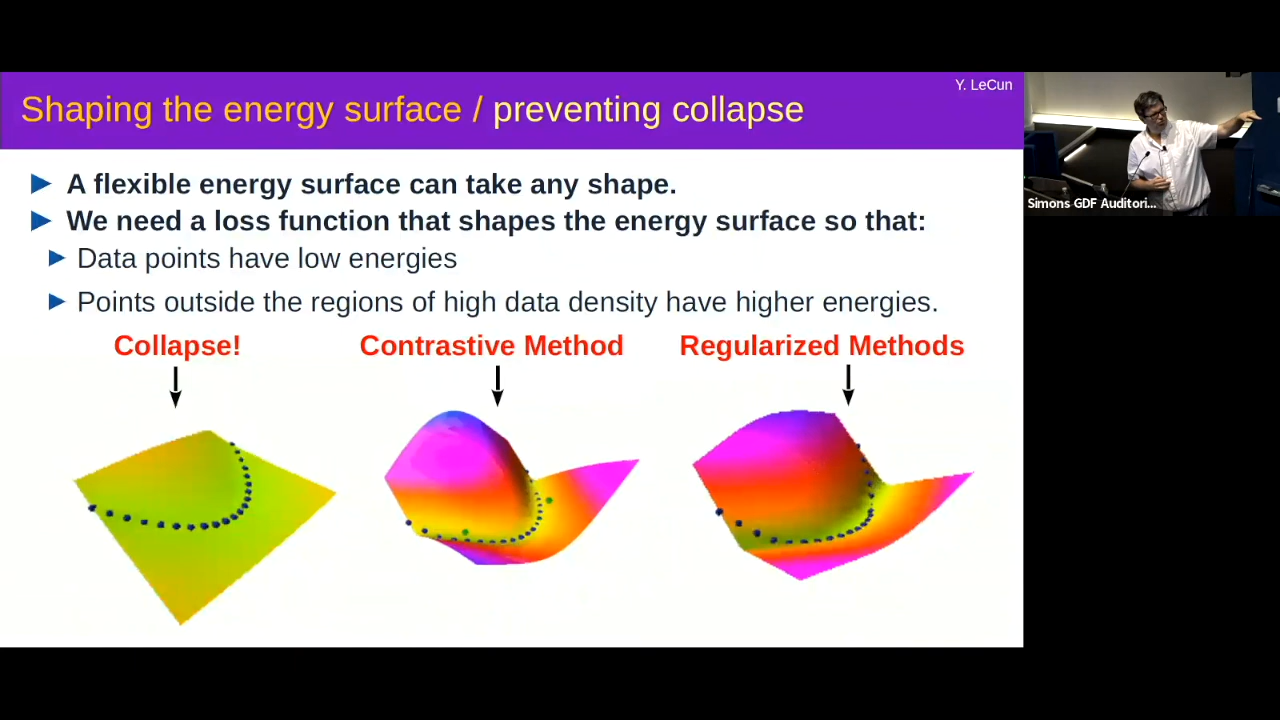 Y. LeCun
Shaping the energy surface / preventing collapse
A flexible energy surface can take any shape.
We need a loss function that shapes the energy surface so that:
Data points have low energies
Points outside the regions of high data density have higher energies.
Collapse!
Contrastive Method
Regularized Methods
Simons GDF Auditori...